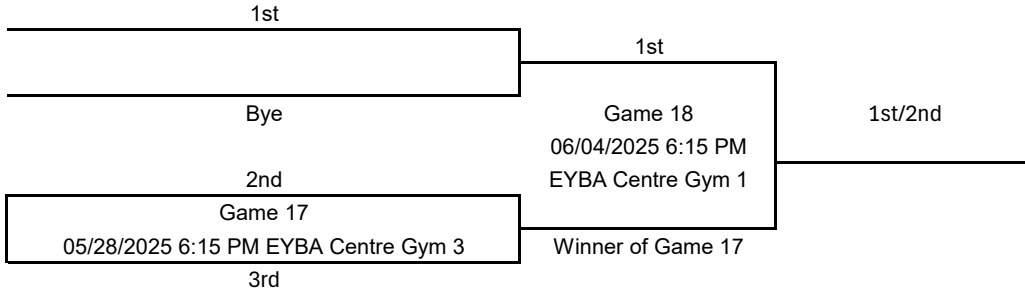 1st
1st
Bye
Game 18
1st/2nd
06/04/2025 6:15 PM
EYBA Centre Gym 1
2nd
Game 17
05/28/2025 6:15 PM EYBA Centre Gym 3
Winner of Game 17
3rd